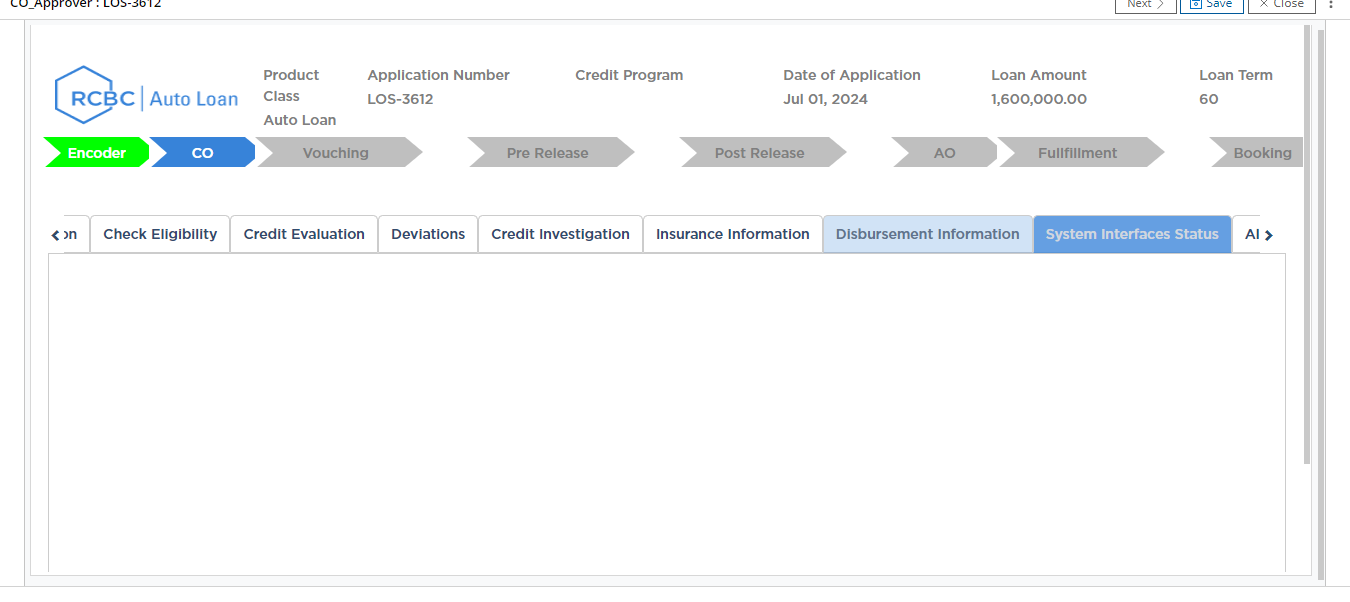 CO_Approver : LOS-3612
Next
Save
Close
RCBC | Auto Loan
Product Class
Auto Loan
Application Number
LOS-3612
Credit Program
Date of Application
Jul 01, 2024
Loan Amount
1,600,000.00
Loan Term
60
Encoder
CO
Vouching
Pre Release
Post Release
AO
Fullfillment
Booking
on
Check Eligibility
Credit Evaluation
Deviations
Credit Investigation
Insurance Information
Disbursement Information
System Interfaces Status